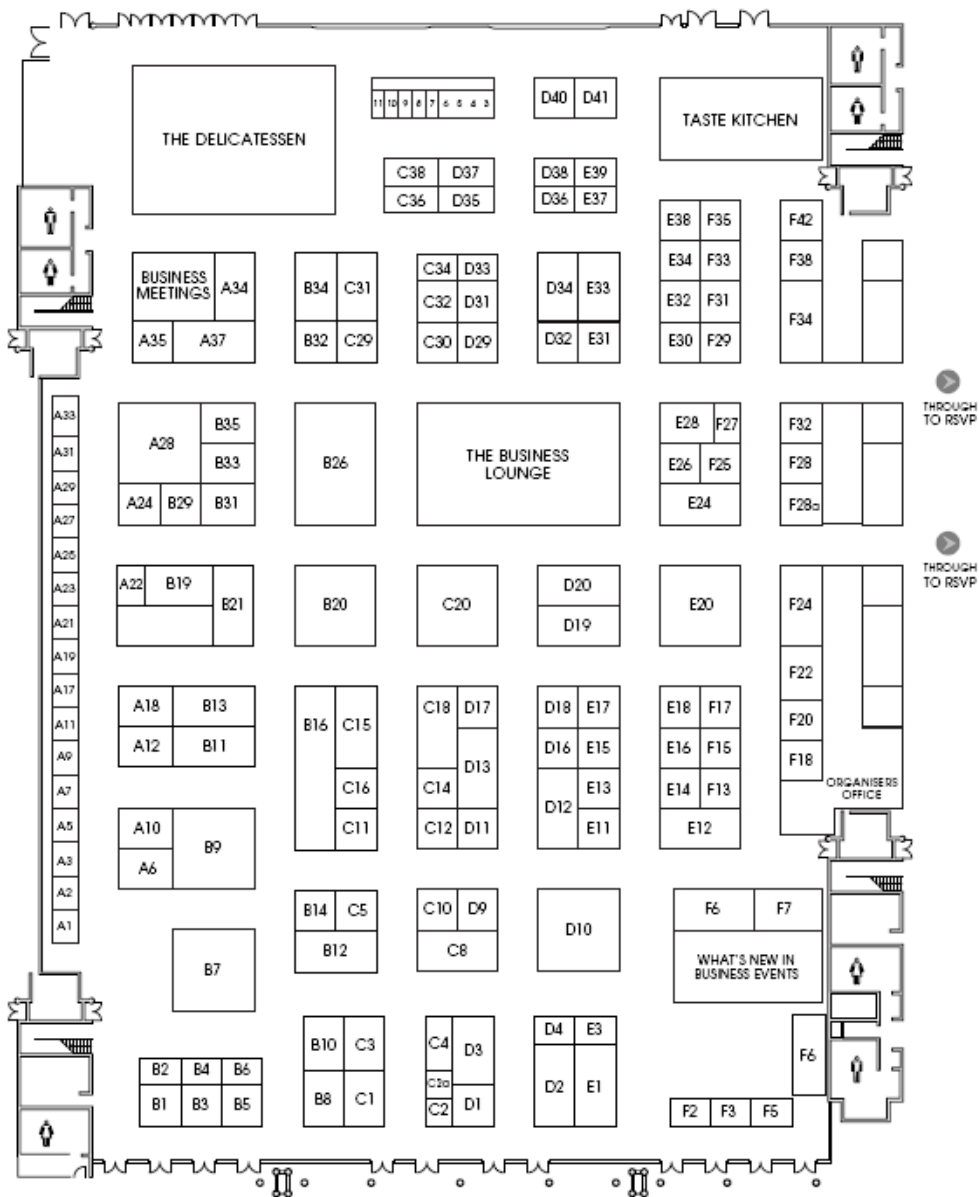 D40 D41
11 10 9 8 7 6 5 4 3
THE DELICATESSEN
TASTE KITCHEN
C38 D37
D38 E39
C36 D35
D36 E37
E38 F35
F42
C34 D33
E34 F33
F38
BUSINESS
MEETINGS
A34
B34 C31
C32 D31
D34 E33
E32 F31
F34
A35 A37
B32 C29
C30 D29
D32 E31
E30 F29
THROUGH
TO RSVP
A33
A28
B35
B26
THE BUSINESS
LOUNGE
E28 F27
F32
A31
B33
E26 F25
F28
A29
A24 B29 B31
E24
F28a
A27
THROUGH
TO RSVP
A25
A23
A22 B19
B21
B20
C20
D20
E20
F24
A21
D19
A19
F22
A17
A18 B13
B16
C15
C18 D17
D18 E17
E18 F17
F20
A11
A12 B11
D16 E15
E16 F15
A9
D13
F18
A7
C16
C14
D12
E13
E14 F13
ORGANISERS
OFFICE
A5
A10
B9
C11
C12 D11
E11
E12
A3
A6
A2
B14 C5
C10 D9
D10
F6 F7
A1
B12
C8
B7
WHAT'S NEW IN
BUSINESS EVENTS
B10 C3
C4
D3
D4 E3
F6
B2 B4 B6
C2a
D2 E1
B1 B3 B5
B8 C1
C2
D1
F2 F3 F5